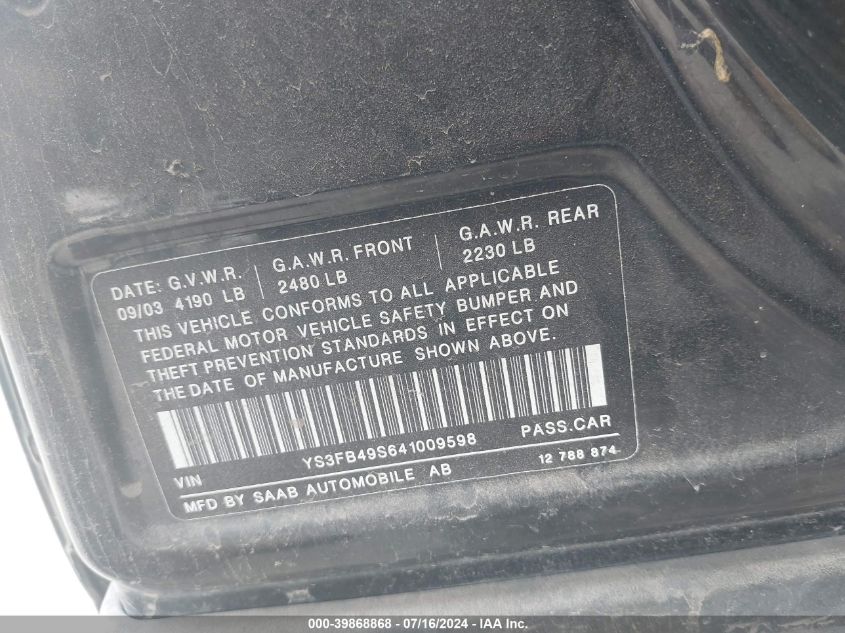 DATE: G.V.W.R. G.A.W.R. FRONT G.A.W.R. REAR
09/03 4190 LB 2480 LB 2230 LB
THIS VEHICLE CONFORMS TO ALL APPLICABLE
FEDERAL MOTOR VEHICLE SAFETY BUMPER AND
THEFT PREVENTION STANDARDS IN EFFECT ON
THE DATE OF MANUFACTURE SHOWN ABOVE.
VIN YS3FB49S641009598 PASS.CAR
MFD BY SAAB AUTOMOBILE AB 12 788 874
000-39868868 - 07/16/2024 - IAA Inc.